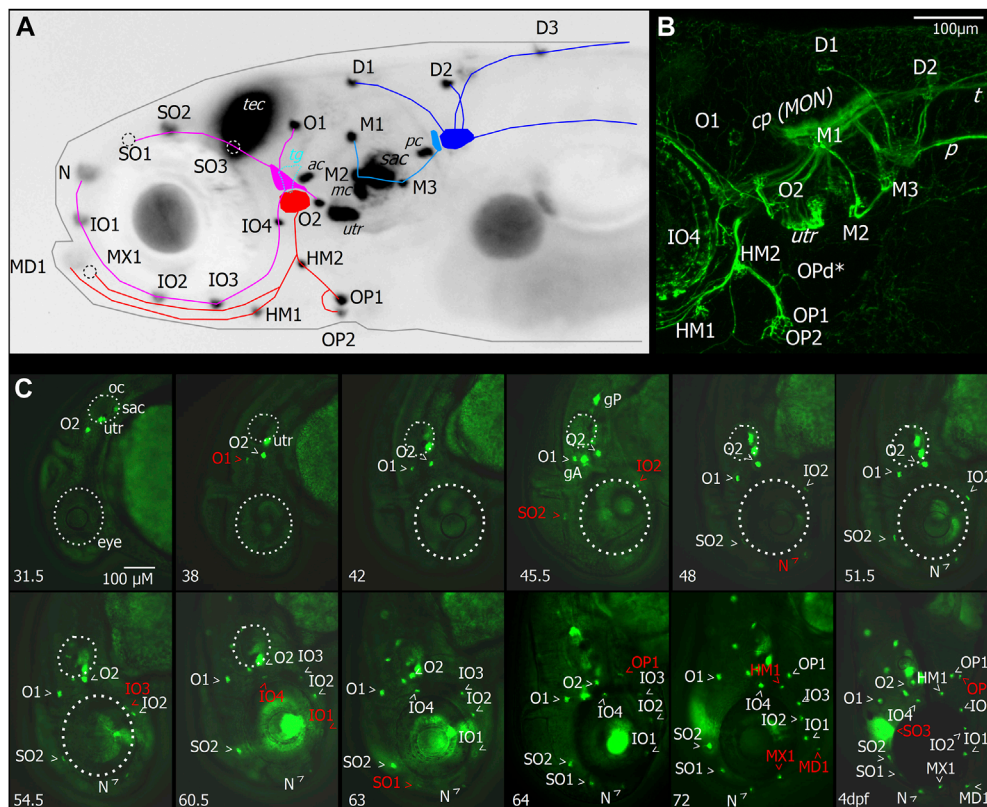 A
D3
D1
D2
SO2
tec
O1
M1
pc
SO1
SO3
tg
ac
sac
N
M2
mc
M3
IO1
O2
utr
IO4
MX1
MD1
HM2
IO2
IO3
OP1
HM1
OP2
B
100µm
D1
D2
cp (MON)
t
O1
M1
p
O2
M3
IO4
utr
M2
HM2
OPd*
HM1
OP1
OP2
C
oc
sac
O2
utr
eye
31.5
100 µM
utr
O2
O1
38
O2
O1
42
gP
O2
O1
gA
IO2
SO2
45.5
O2
O1
IO2
SO2
N
48
O2
O1
IO2
SO2
N
51.5
O2
O1
IO3
IO2
SO2
N
54.5
O2
IO3
O1
IO4
IO2
IO1
SO2
N
60.5
O2
IO3
O1
IO2
IO4
IO1
SO2
SO1
N
63
OP1
O2
O1
IO3
IO4
IO2
IO1
SO2
SO1
N
64
O2
HM1
OP1
O1
IO3
IO4
IO2
IO1
SO2
MX1
MD1
SO1
N
72
OP1
HM1
O1
IO4
SO3
SO2
IO2
IO1
SO1
MX1
4dpf
N
MD1